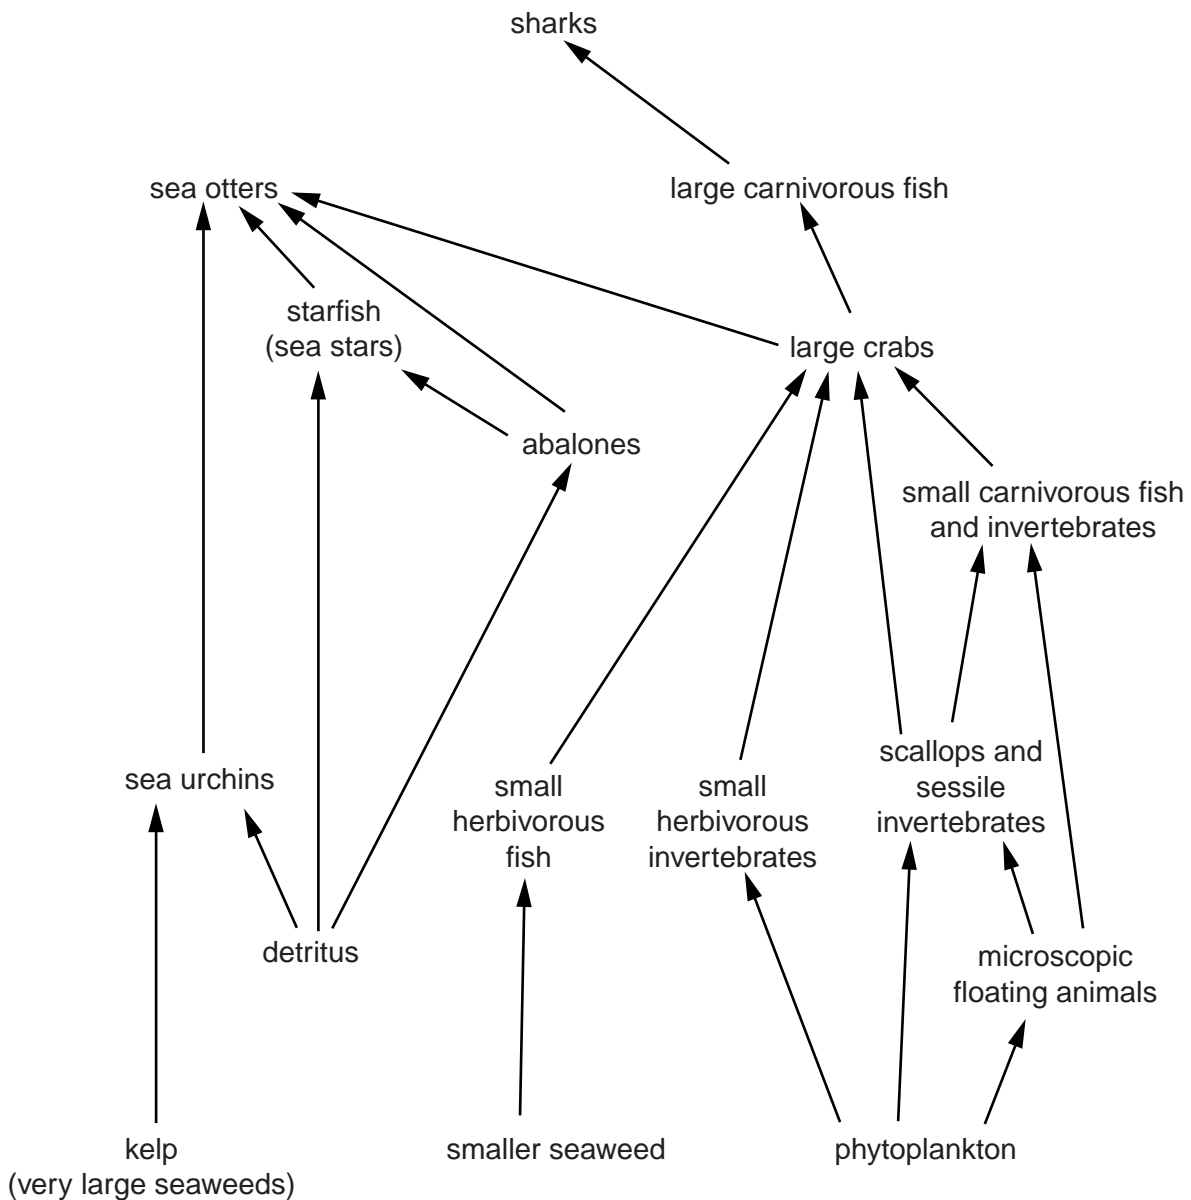 sharks
sea otters
large carnivorous fish
starfish
(sea stars)
large crabs
abalones
small carnivorous fish
and invertebrates
sea urchins
small
herbivorous
fish
small
herbivorous
invertebrates
scallops and
sessile
invertebrates
detritus
microscopic
floating animals
kelp
(very large seaweeds)
smaller seaweed
phytoplankton